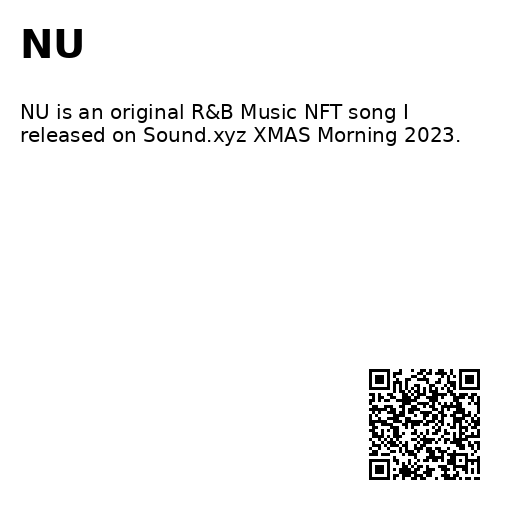 NU
NU is an original R&B Music NFT song I
released on Sound.xyz XMAS Morning 2023.